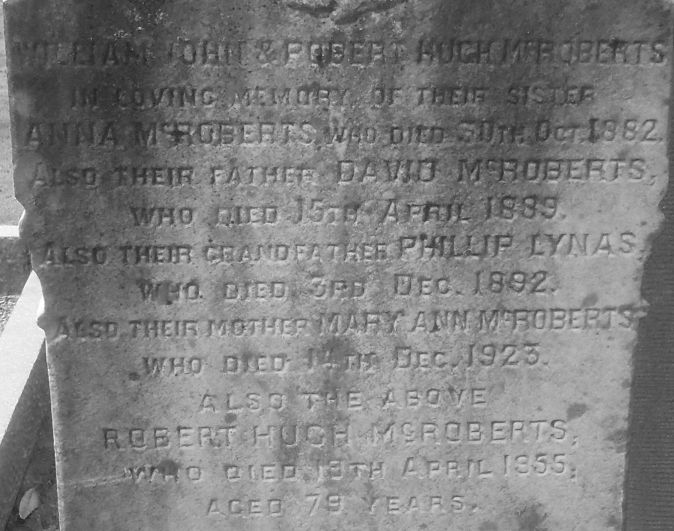 WILLIAM JOHN & ROBERT HUGH McROBERTS
IN LOVING MEMORY OF THEIR SISTER
ANNA McROBERTS, WHO DIED 30TH OCT. 1882.
ALSO THEIR FATHER DAVID McROBERTS,
WHO DIED 15TH APRIL 1889.
ALSO THEIR GRANDFATHER PHILLIP LYNAS,
WHO DIED 3RD DEC. 1892.
ALSO THEIR MOTHER MARY ANN McROBERTS
WHO DIED 14TH DEC. 1923.
ALSO THE ABOVE
ROBERT HUGH McROBERTS,
WHO DIED APRIL 1955,
AGED 79 YEARS.